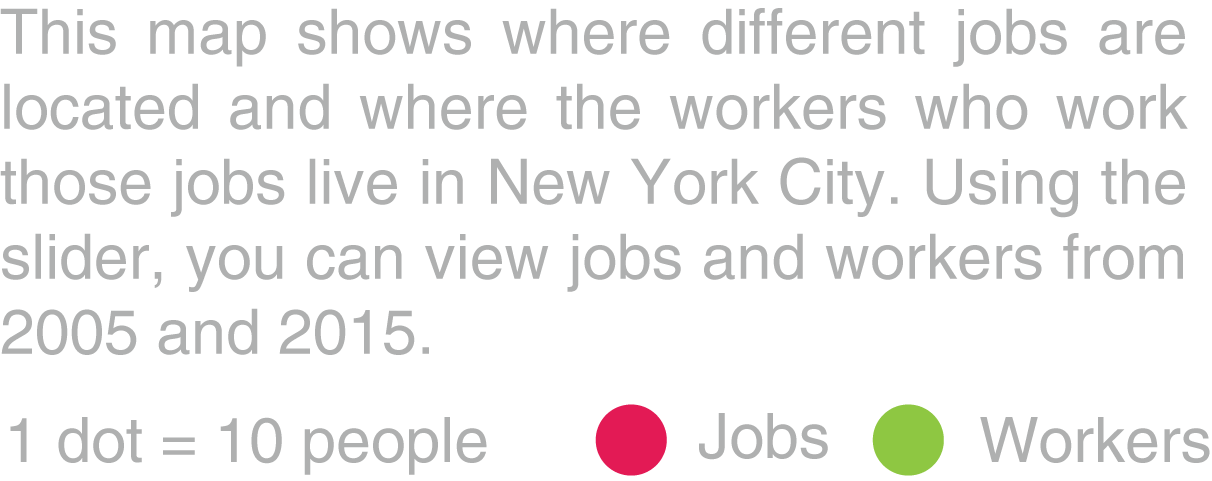 This map shows where different jobs are
located and where the workers who work
those jobs live in New York City. Using the
slider, you can view jobs and workers from
2005 and 2015.
1 dot = 10 people Jobs Workers